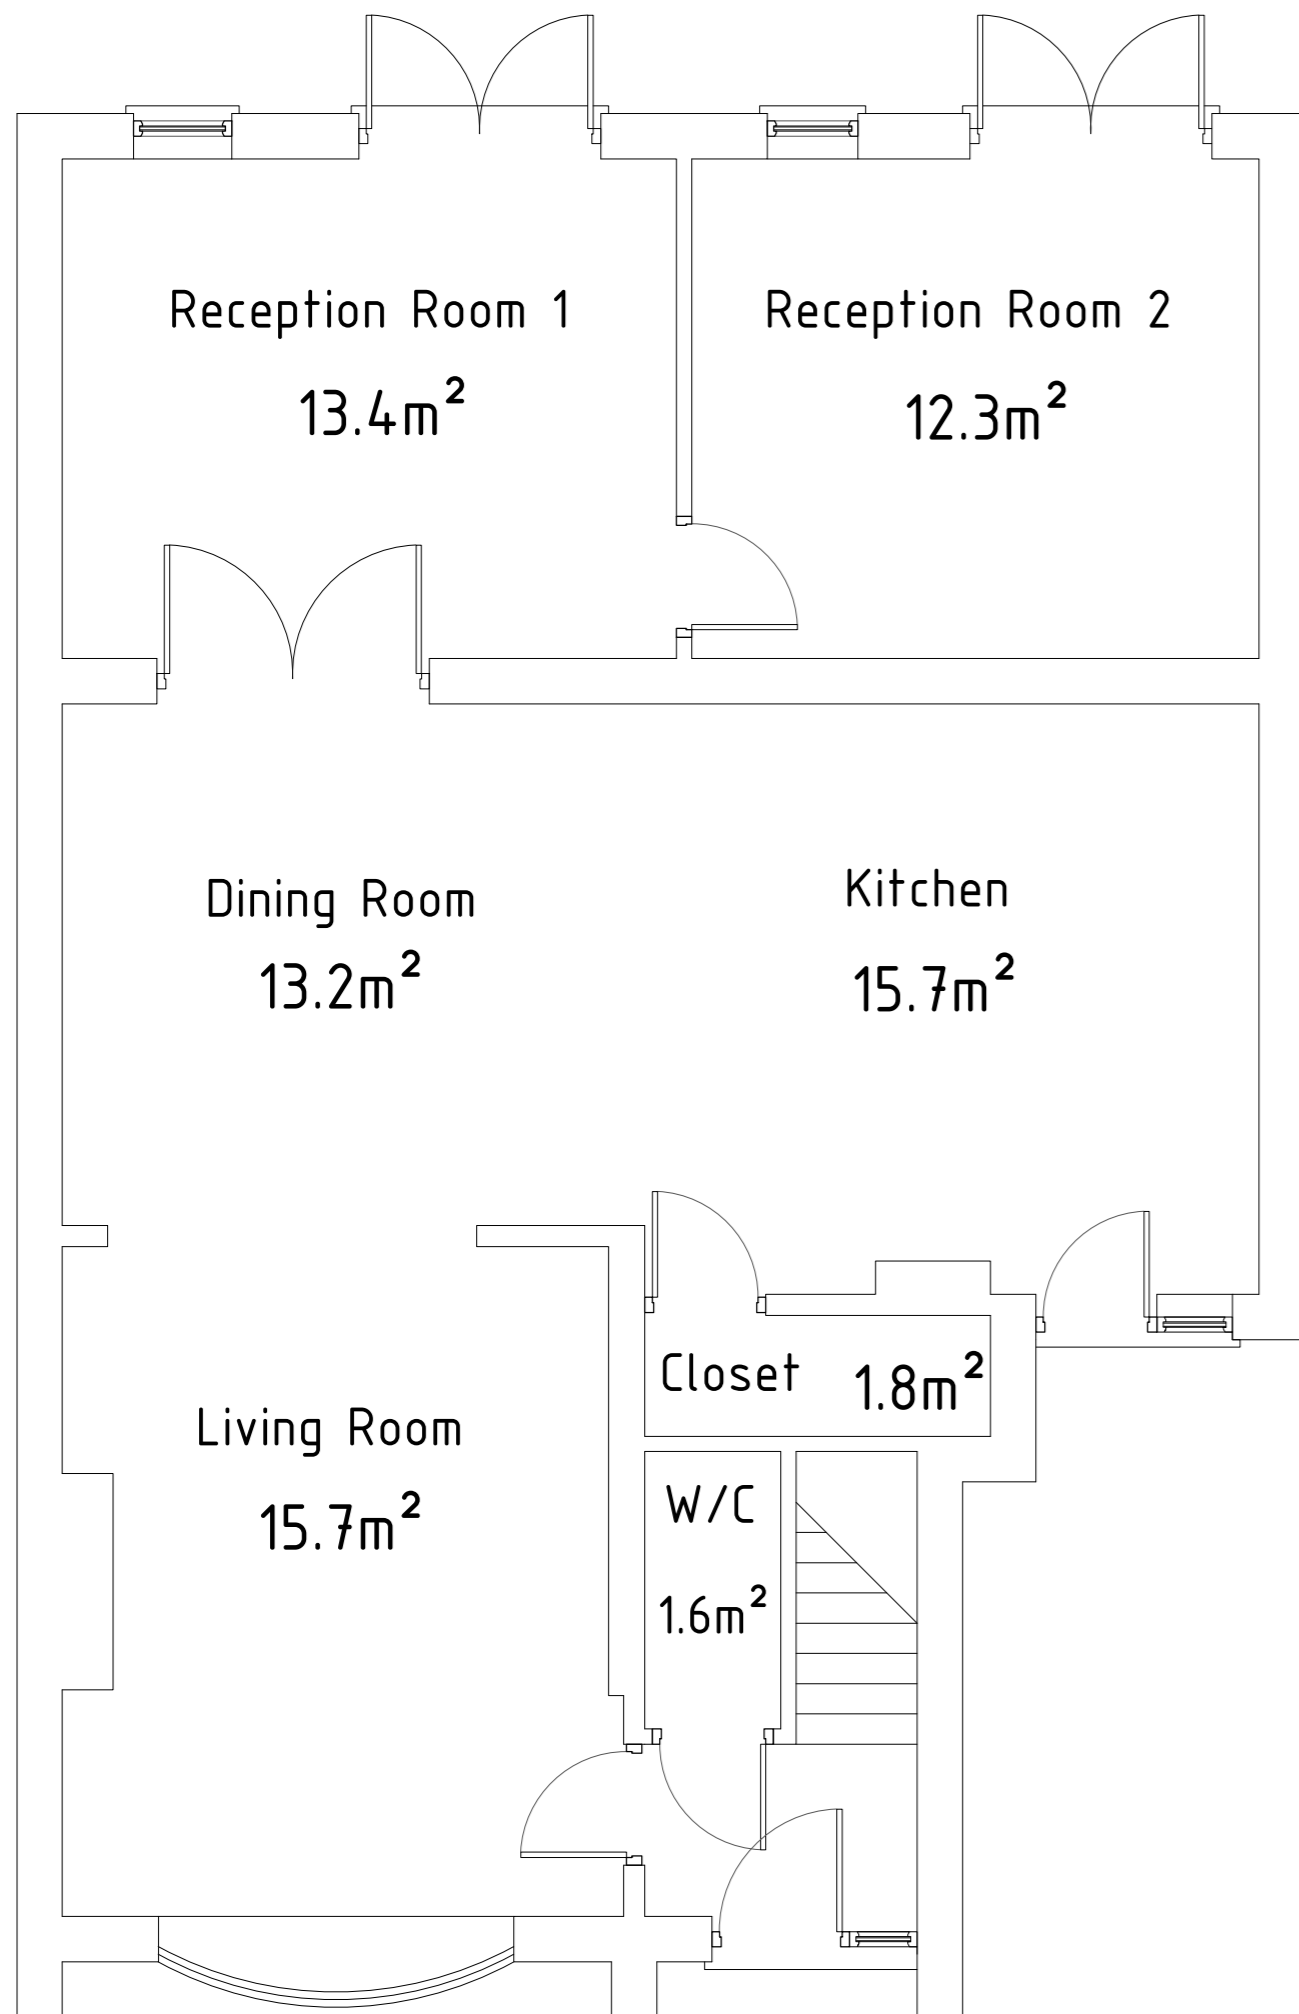 Reception Room 1
13.4m²
Reception Room 2
12.3m²
Dining Room
13.2m²
Kitchen
15.7m²
Closet 1.8m²
Living Room
15.7m²
W/C
1.6m²